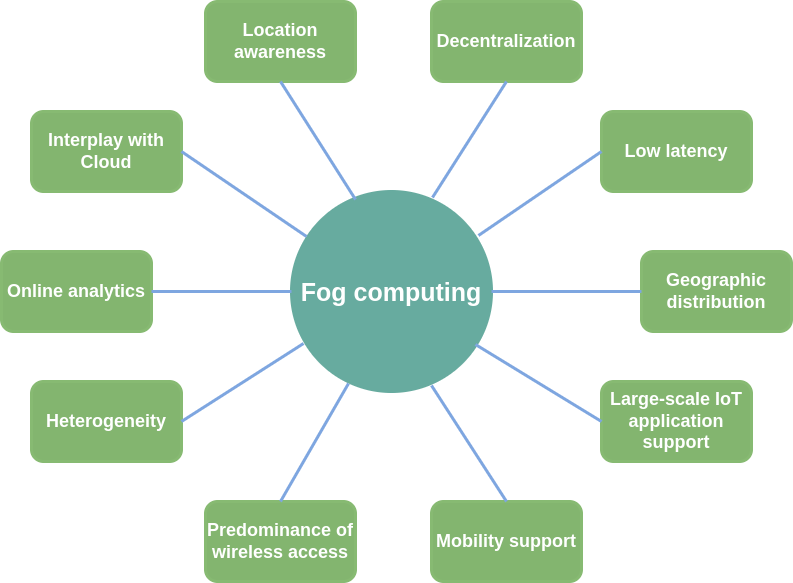 Location
awareness
Decentralization
Interplay with
Cloud
Low latency
Online analytics
Fog computing
Geographic
distribution
Heterogeneity
Large-scale IoT
application
support
Predominance of
wireless access
Mobility support